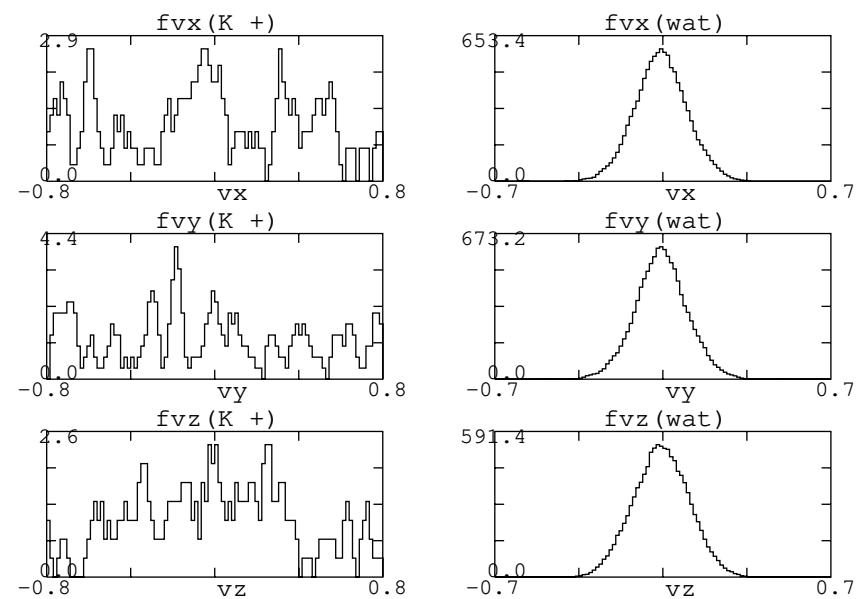 fvx(K +) fvx(wat)
2.9 653.4
0.0 0.0
−0.8 vx 0.8 −0.7 vx 0.7
fvy(K +) fvy(wat)
4.4 673.2
0.0 0.0
−0.8 vy 0.8 −0.7 vy 0.7
fvz(K +) fvz(wat)
2.6 591.4
0.0 0.0
−0.8 vz 0.8 −0.7 vz 0.7